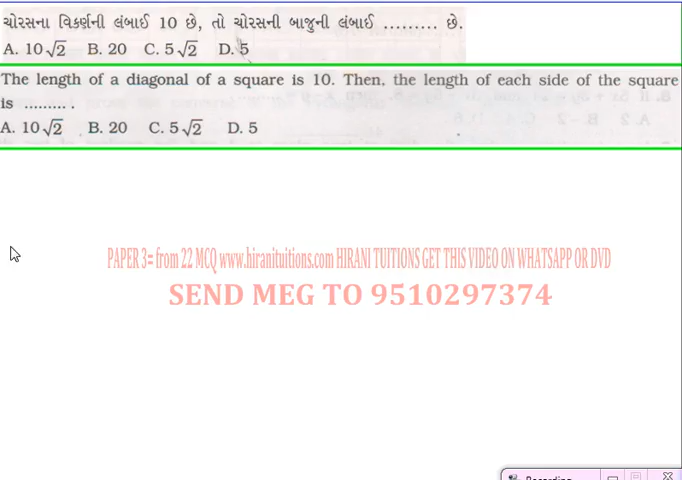 ચોરસના વિકર્ણની લંબાઈ 10 છે, તો ચોરસની બાજુની લંબાઈ ......... છે.
A. 10√2 B. 20 C. 5√2 D. 5
The length of a diagonal of a square is 10. Then, the length of each side of the square
is ......... .
A. 10√2 B. 20 C. 5√2 D. 5
PAPER 3= from 22 MCQ www.hiranituitions.com HIRANI TUITIONS GET THIS VIDEO ON WHATSAPP OR DVD
SEND MEG TO 9510297374